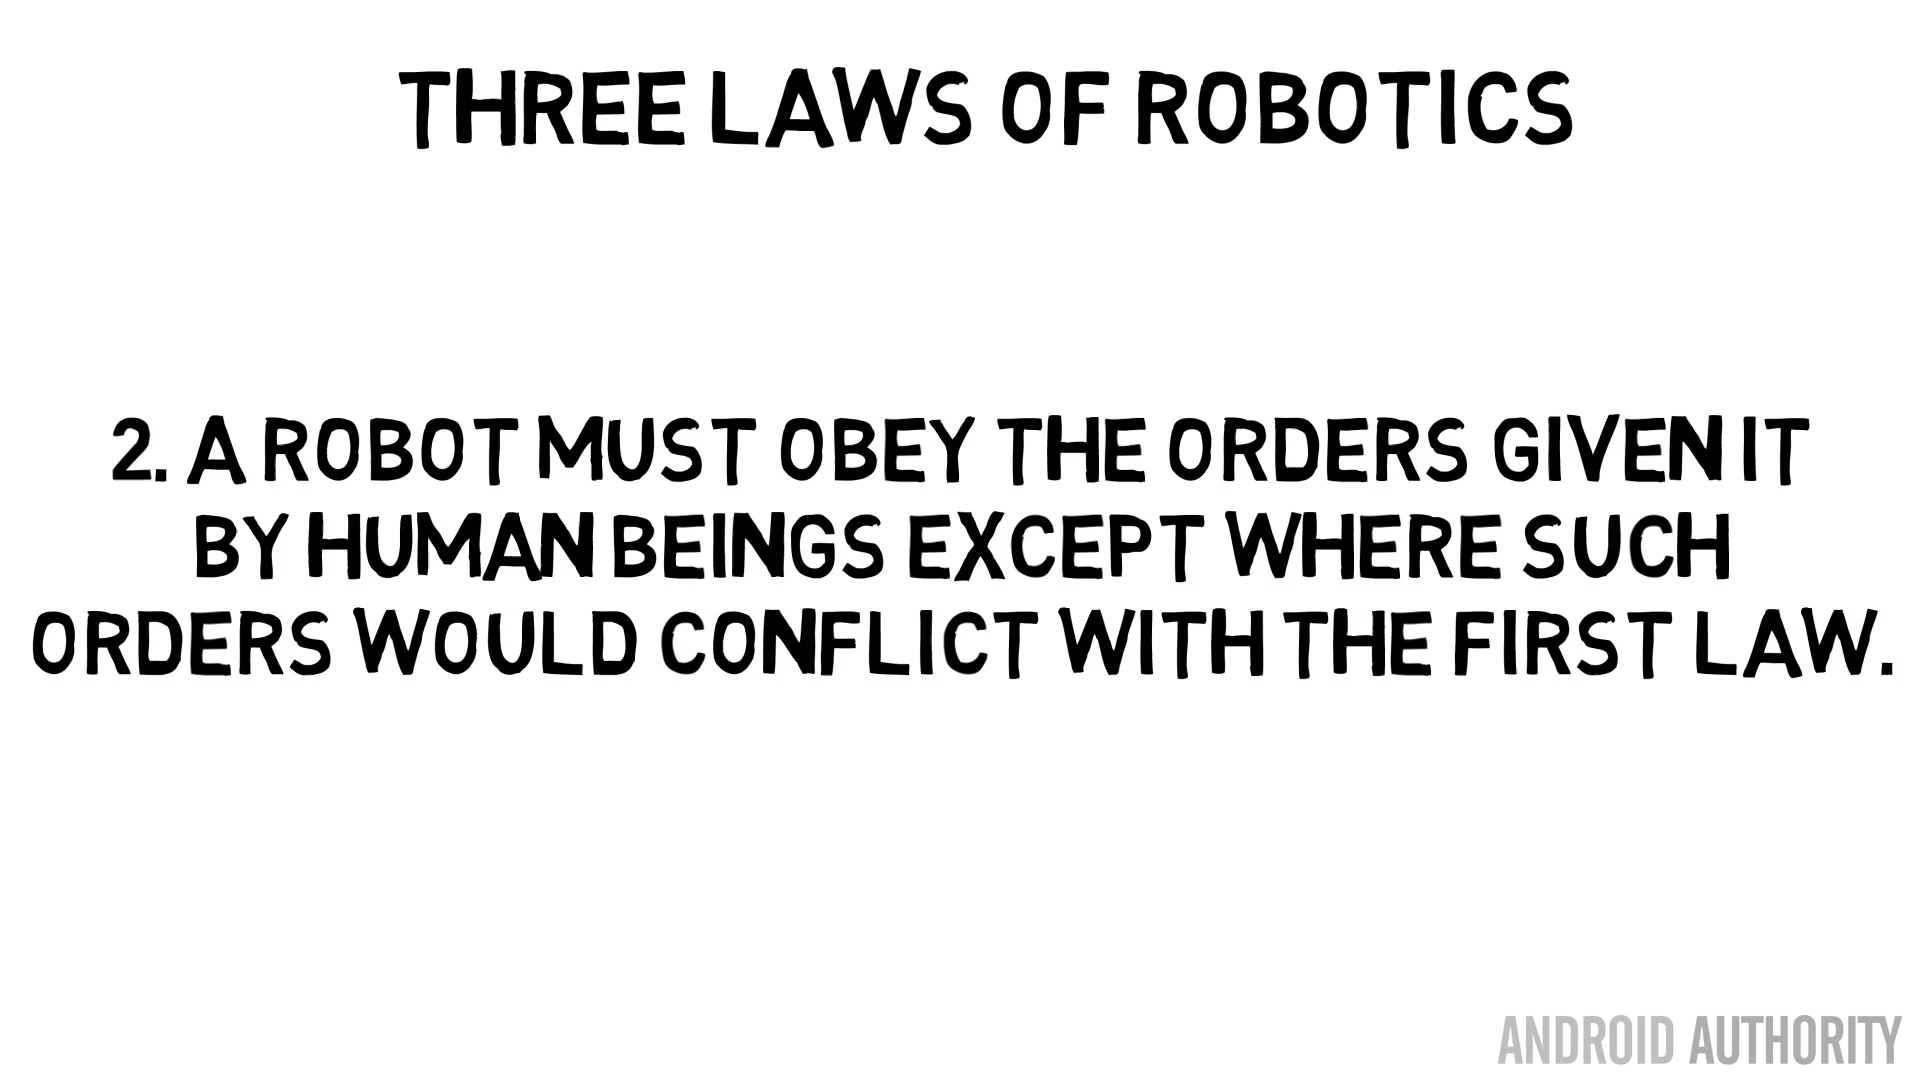 THREE LAWS OF ROBOTICS
2. A ROBOT MUST OBEY THE ORDERS GIVEN IT
BY HUMAN BEINGS EXCEPT WHERE SUCH
ORDERS WOULD CONFLICT WITH THE FIRST LAW.
ANDROID AUTHORITY